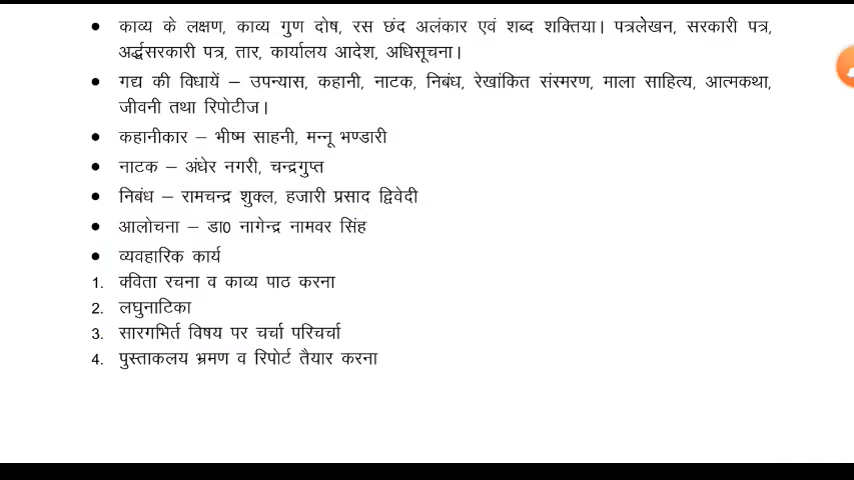 • काव्य के लक्षण, काव्य गुण दोष, रस छंद अलंकार एवं शब्द शक्तिया। पत्रलेखन, सरकारी पत्र,
अर्द्धसरकारी पत्र, तार, कार्यालय आदेश, अधिसूचना।
• गद्य की विधायें – उपन्यास, कहानी, नाटक, निबंध, रेखांकित संस्मरण, माला साहित्य, आत्मकथा,
जीवनी तथा रिपोटीज।
• कहानीकार – भीष्म साहनी, मन्नू भण्डारी
• नाटक – अंधेर नगरी, चन्द्रगुप्त
• निबंध – रामचन्द्र शुक्ल, हजारी प्रसाद द्विवेदी
• आलोचना – डा0 नागेन्द्र नामवर सिंह
• व्यवहारिक कार्य
1. कविता रचना व काव्य पाठ करना
2. लघुनाटिका
3. सारगभिर्त विषय पर चर्चा परिचर्चा
4. पुस्ताकलय भ्रमण व रिपोर्ट तैयार करना